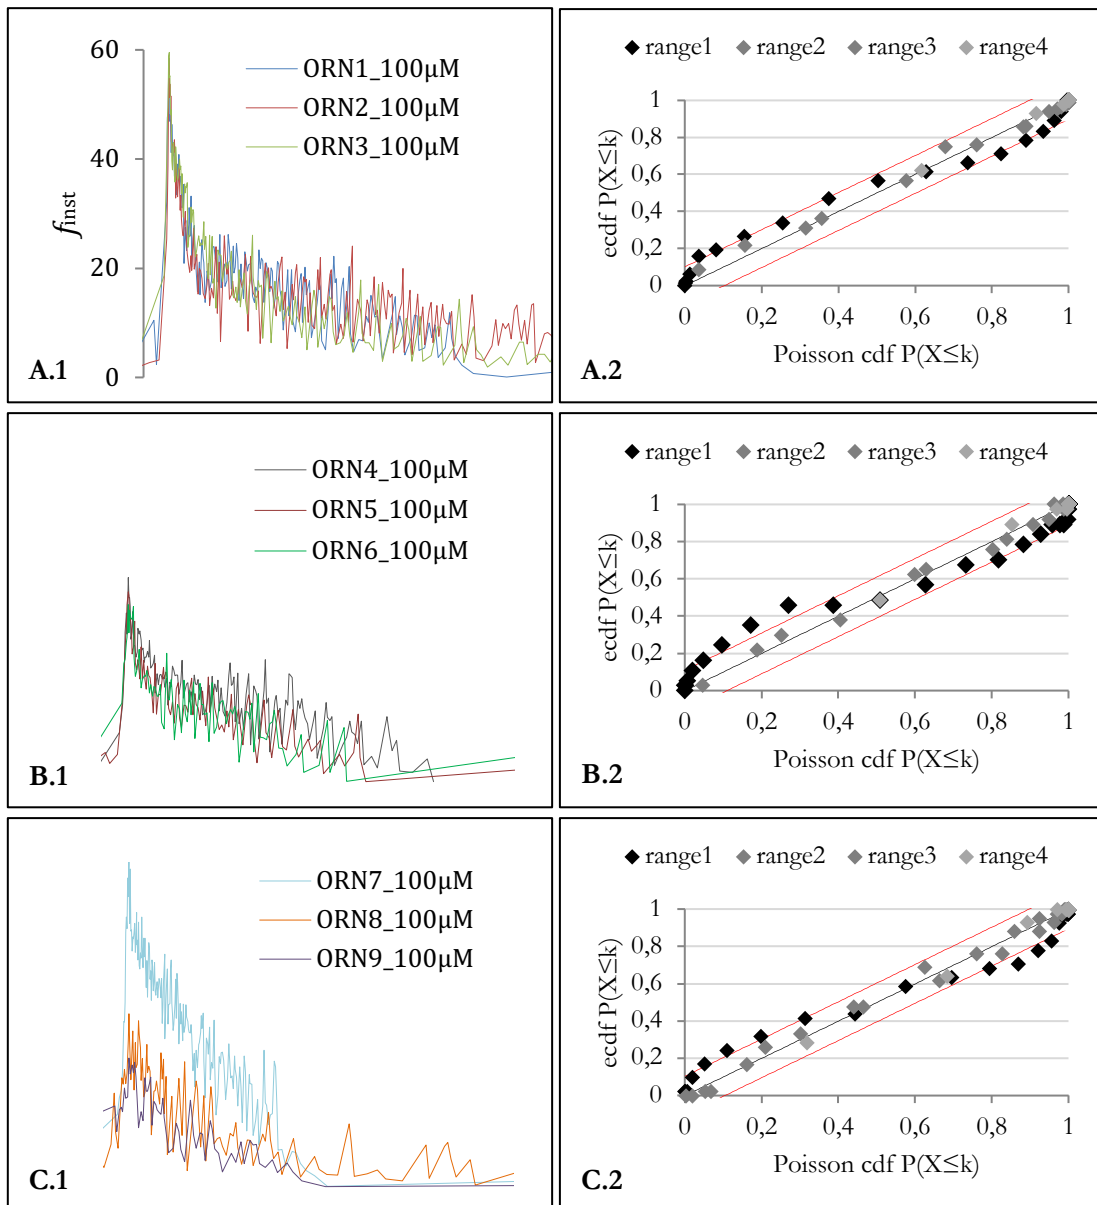 60
40
20
0
f inst
ORN1_100µM
ORN2_100µM
ORN3_100µM
A.1
range1 range2 range3 range4
1
0,8
0,6
0,4
0,2
0
ecdf P(X≤k)
0 0,2 0,4 0,6 0,8 1
Poisson cdf P(X≤k)
A.2
ORN4_100µM
ORN5_100µM
ORN6_100µM
B.1
range1 range2 range3 range4
1
0,8
0,6
0,4
0,2
0
ecdf P(X≤k)
0 0,2 0,4 0,6 0,8 1
Poisson cdf P(X≤k)
B.2
ORN7_100µM
ORN8_100µM
ORN9_100µM
C.1
range1 range2 range3 range4
1
0,8
0,6
0,4
0,2
0
ecdf P(X≤k)
0 0,2 0,4 0,6 0,8 1
Poisson cdf P(X≤k)
C.2